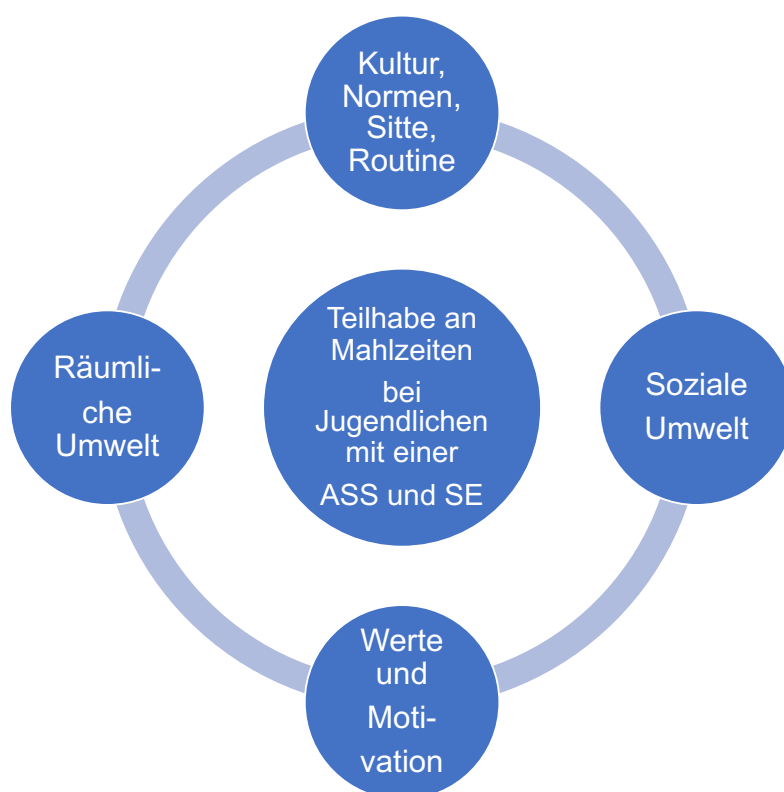 Kultur,
Normen,
Sitte,
Routine
Räumli-
che
Umwelt
Teilhabe an
Mahlzeiten
bei
Jugendlichen
mit einer
ASS und SE
Soziale
Umwelt
Werte
und
Moti-
vation